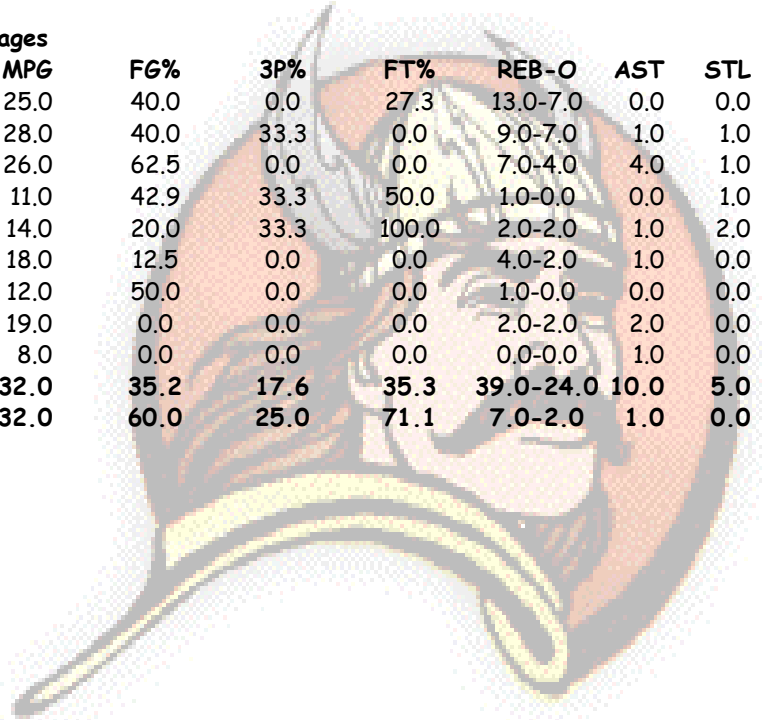 ages
MPG FG% 3P% FT% REB-O AST STL
25.0 40.0 0.0 27.3 13.0-7.0 0.0 0.0
28.0 40.0 33.3 0.0 9.0-7.0 1.0 1.0
26.0 62.5 0.0 0.0 7.0-4.0 4.0 1.0
11.0 42.9 33.3 50.0 1.0-0.0 0.0 1.0
14.0 20.0 33.3 100.0 2.0-2.0 1.0 2.0
18.0 12.5 0.0 0.0 4.0-2.0 1.0 0.0
12.0 50.0 0.0 0.0 1.0-0.0 0.0 0.0
19.0 0.0 0.0 0.0 2.0-2.0 2.0 0.0
8.0 0.0 0.0 0.0 0.0-0.0 1.0 0.0
32.0 35.2 17.6 35.3 39.0-24.0 10.0 5.0
32.0 60.0 25.0 71.1 7.0-2.0 1.0 0.0